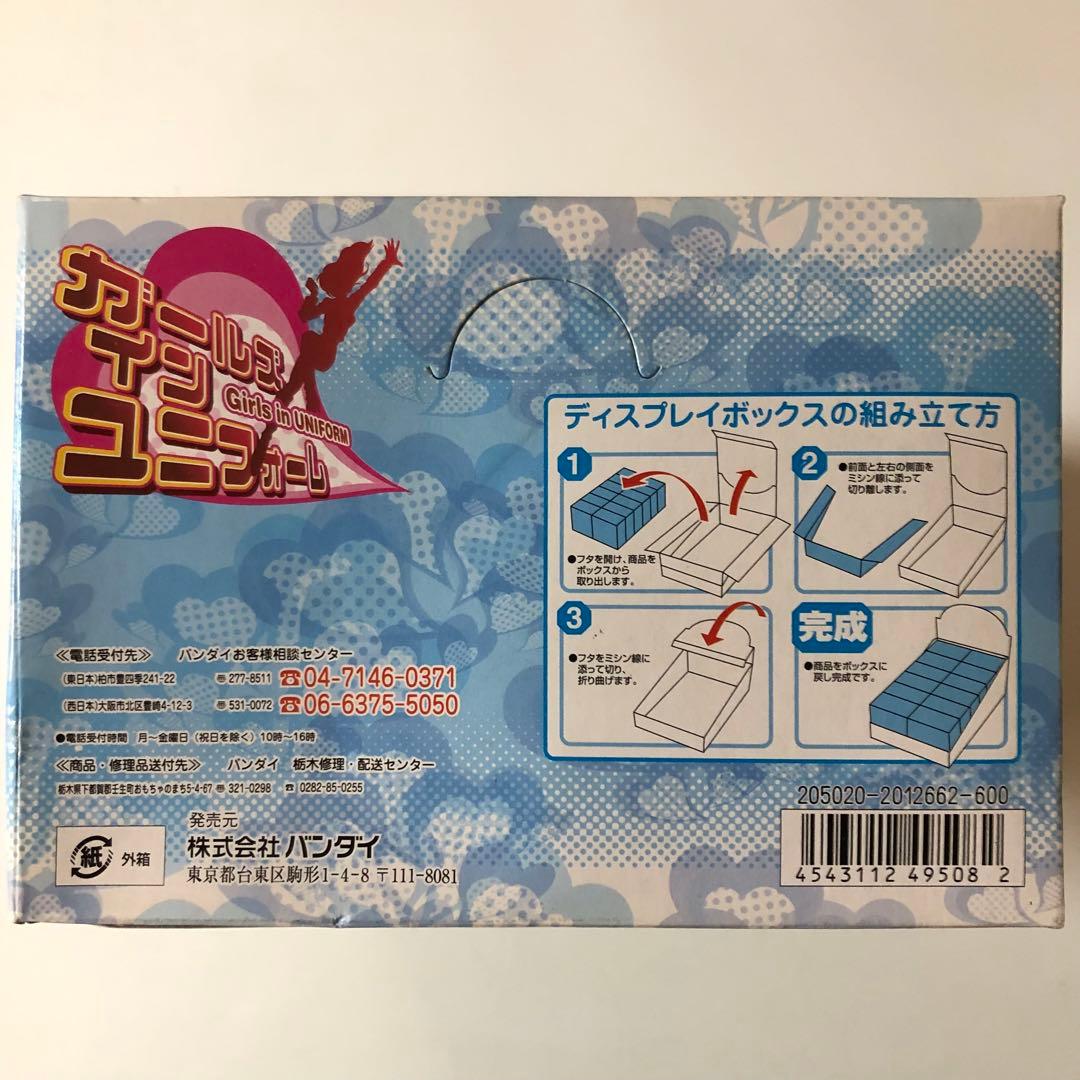 ガールズ
イン
ユニフォーム
Girls in UNIFORM
ディスプレイボックスの組み立て方
1
●フタを開け、商品を
ボックスから
取り出します。
2
●前面と左右の側面を
ミシン線に添って
切り離します。
3
●フタをミシン線に
添って切り、
折り曲げます。
完成
●商品をボックスに
戻し完成です。
≪電話受付先≫ バンダイお客様相談センター
(東日本)柏市豊四季241-22 〠277-8511 ☎04-7146-0371
(西日本)大阪市北区豊崎4-12-3 〠531-0072 ☎06-6375-5050
●電話受付時間 月〜金曜日(祝日を除く)10時〜16時
≪商品・修理品送付先≫ バンダイ 栃木修理・配送センター
栃木県下都賀郡壬生町おもちゃのまち5-4-67 〠321-0298 ☎0282-85-0255
紙 外箱
発売元
株式会社 バンダイ
東京都台東区駒形1-4-8 〒111-8081
205020-2012662-600
4543112 49508 2